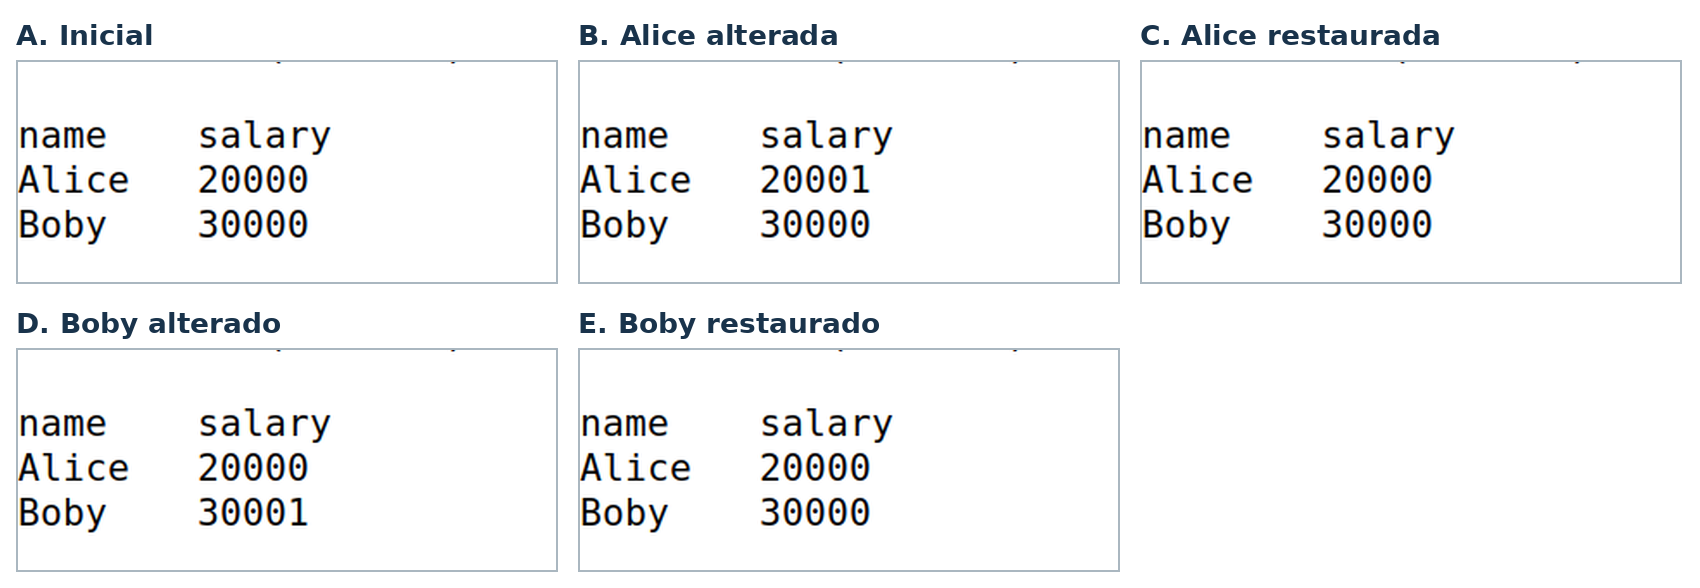 A. Inicial
name salary
Alice 20000
Boby 30000
B. Alice alterada
name salary
Alice 20001
Boby 30000
C. Alice restaurada
name salary
Alice 20000
Boby 30000
D. Boby alterado
name salary
Alice 20000
Boby 30001
E. Boby restaurado
name salary
Alice 20000
Boby 30000